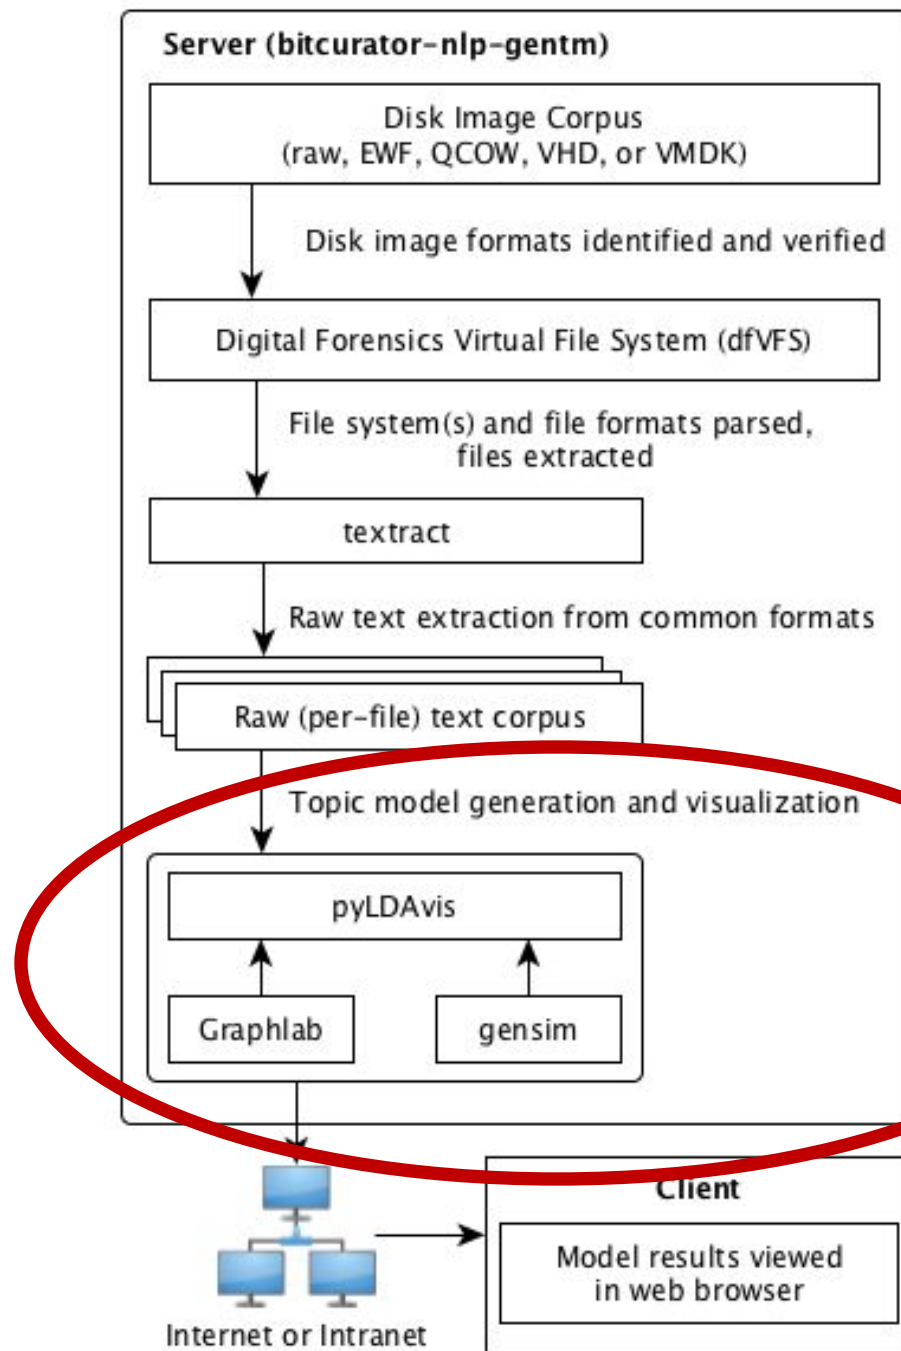 Server (bitcurator-nlp-gentm)
Disk Image Corpus
(raw, EWF, QCOW, VHD, or VMDK)
Disk image formats identified and verified
Digital Forensics Virtual File System (dfVFS)
File system(s) and file formats parsed,
files extracted
textract
Raw text extraction from common formats
Raw (per-file) text corpus
Topic model generation and visualization
pyLDAvis
Graphlab
gensim
Client
Model results viewed
in web browser
Internet or Intranet